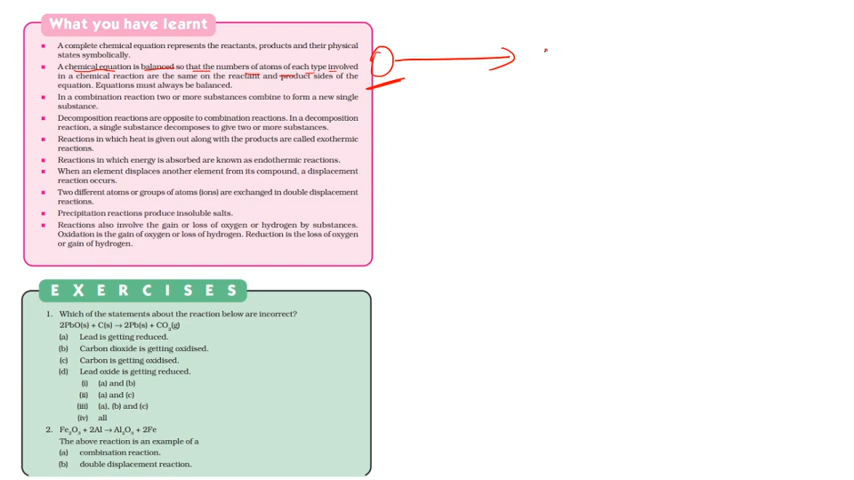 What you have learnt
■ A complete chemical equation represents the reactants, products and their physical
states symbolically.
■ A chemical equation is balanced so that the numbers of atoms of each type involved
in a chemical reaction are the same on the reactant and product sides of the
equation. Equations must always be balanced.
■ In a combination reaction two or more substances combine to form a new single
substance.
■ Decomposition reactions are opposite to combination reactions. In a decomposition
reaction, a single substance decomposes to give two or more substances.
■ Reactions in which heat is given out along with the products are called exothermic
reactions.
■ Reactions in which energy is absorbed are known as endothermic reactions.
■ When an element displaces another element from its compound, a displacement
reaction occurs.
■ Two different atoms or groups of atoms (ions) are exchanged in double displacement
reactions.
■ Precipitation reactions produce insoluble salts.
■ Reactions also involve the gain or loss of oxygen or hydrogen by substances.
Oxidation is the gain of oxygen or loss of hydrogen. Reduction is the loss of oxygen
or gain of hydrogen.
E X E R C I S E S
1. Which of the statements about the reaction below are incorrect?
2PbO(s) + C(s) → 2Pb(s) + CO₂(g)
(a) Lead is getting reduced.
(b) Carbon dioxide is getting oxidised.
(c) Carbon is getting oxidised.
(d) Lead oxide is getting reduced.
(i) (a) and (b)
(ii) (a) and (c)
(iii) (a), (b) and (c)
(iv) all
2. Fe₂O₃ + 2Al → Al₂O₃ + 2Fe
The above reaction is an example of a
(a) combination reaction.
(b) double displacement reaction.